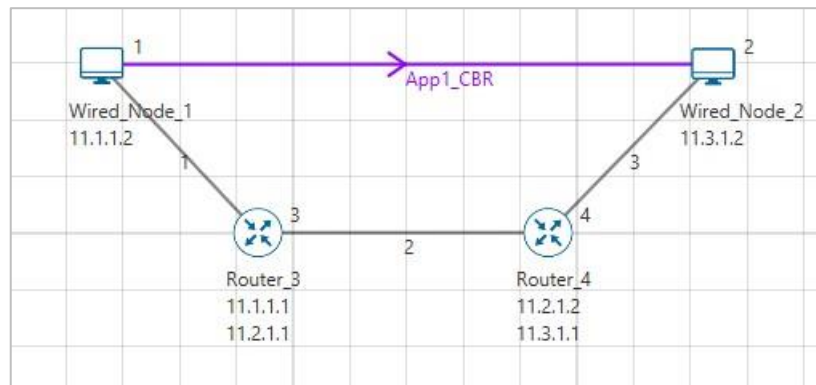 1
2
App1_CBR
Wired_Node_1
11.1.1.2
Wired_Node_2
11.3.1.2
1
3
3
4
2
Router_3
11.1.1.1
11.2.1.1
Router_4
11.2.1.2
11.3.1.1